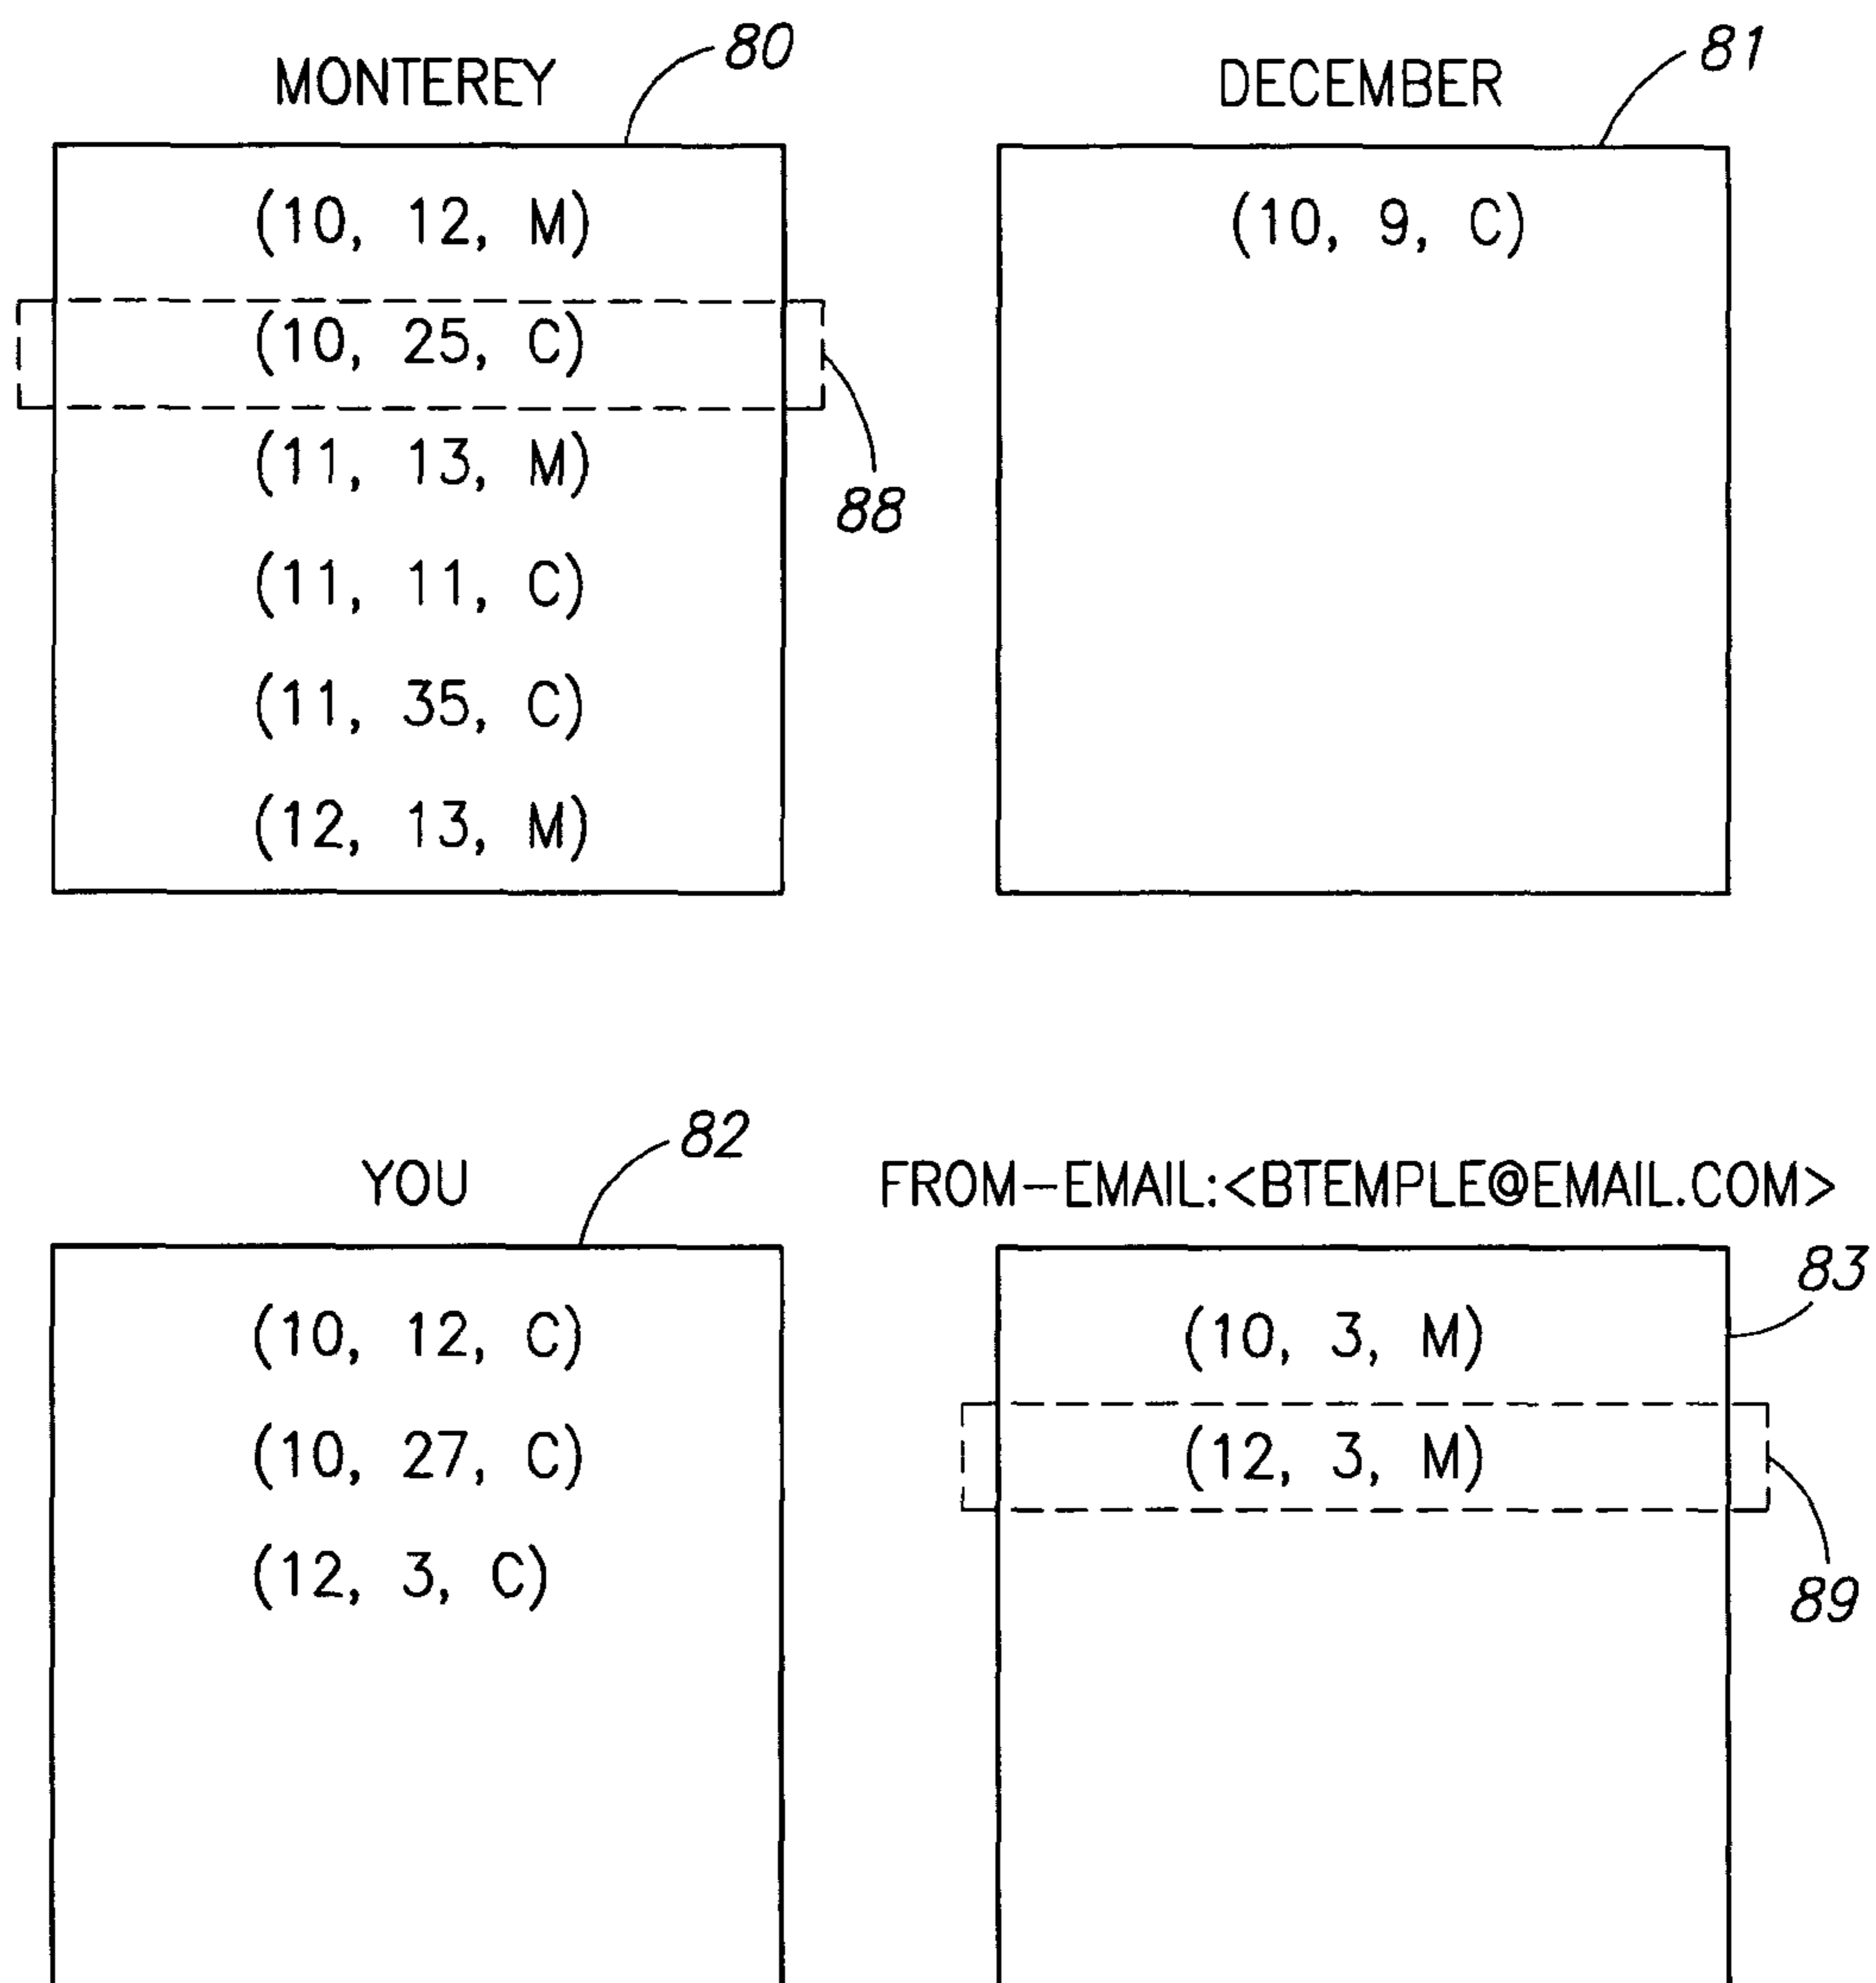 MONTEREY
80
(10, 12, M)
(10, 25, C)
88
(11, 13, M)
(11, 11, C)
(11, 35, C)
(12, 13, M)
DECEMBER
81
(10, 9, C)
YOU
82
(10, 12, C)
(10, 27, C)
(12, 3, C)
FROM-EMAIL:<BTEMPLE@EMAIL.COM>
83
(10, 3, M)
(12, 3, M)
89